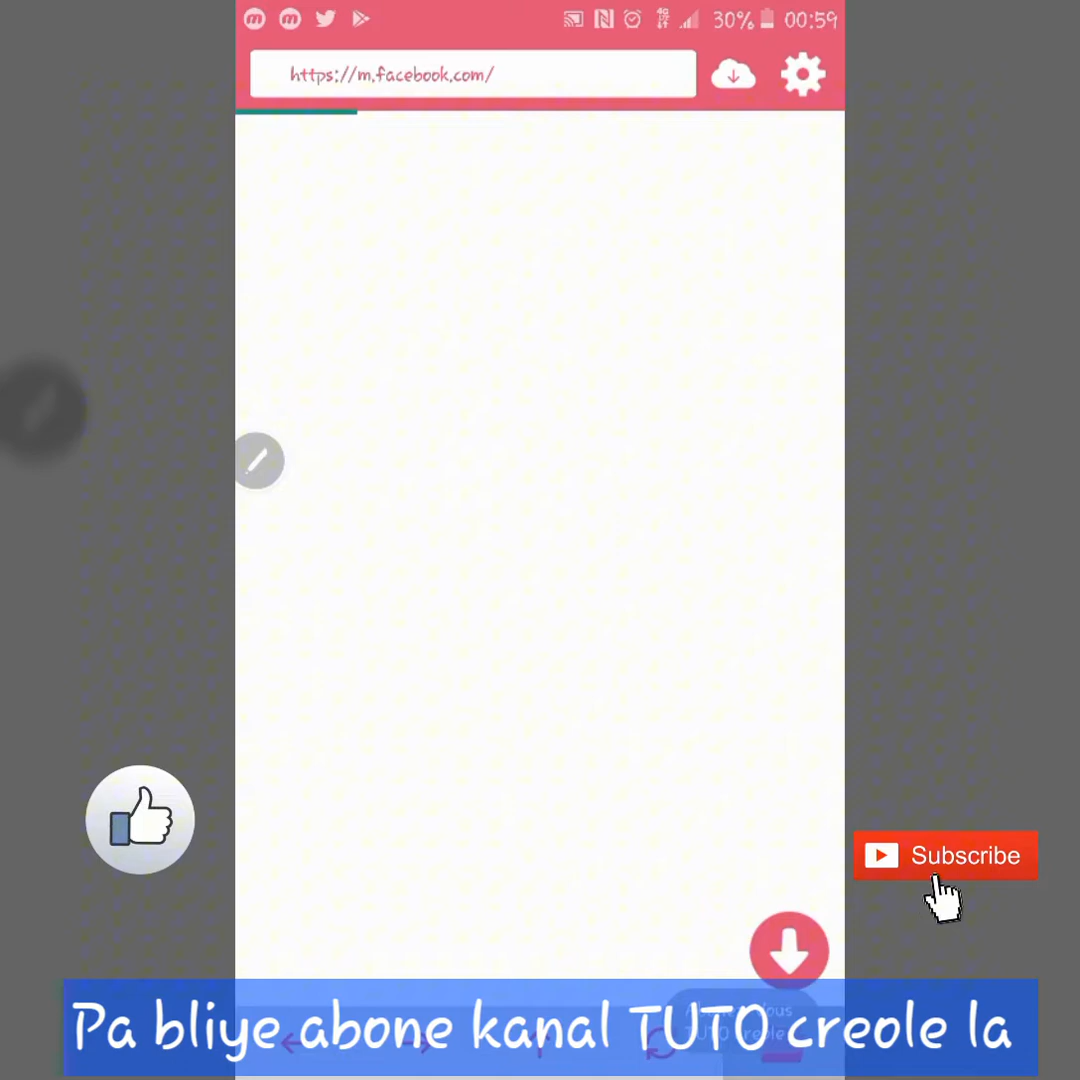 30% 00:59
https://m.facebook.com/
Subscribe
Pa bliye abone kanal TUTO creole la